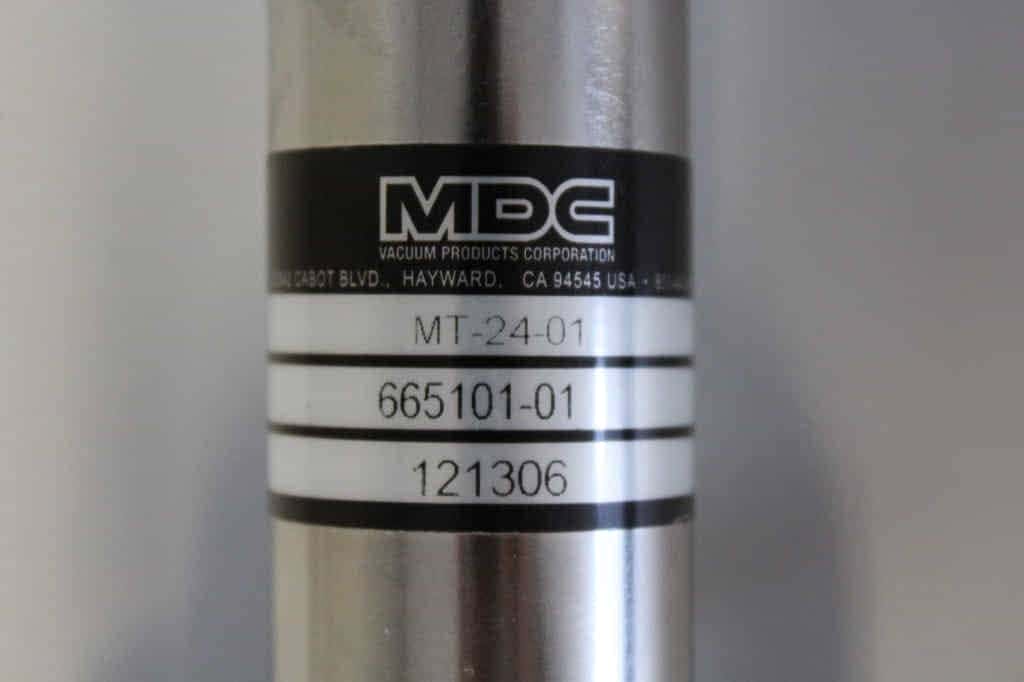 MDC
VACUUM PRODUCTS CORPORATION
CABOT BLVD., HAYWARD, CA 94545 USA -
MT-24-01
665101-01
121306